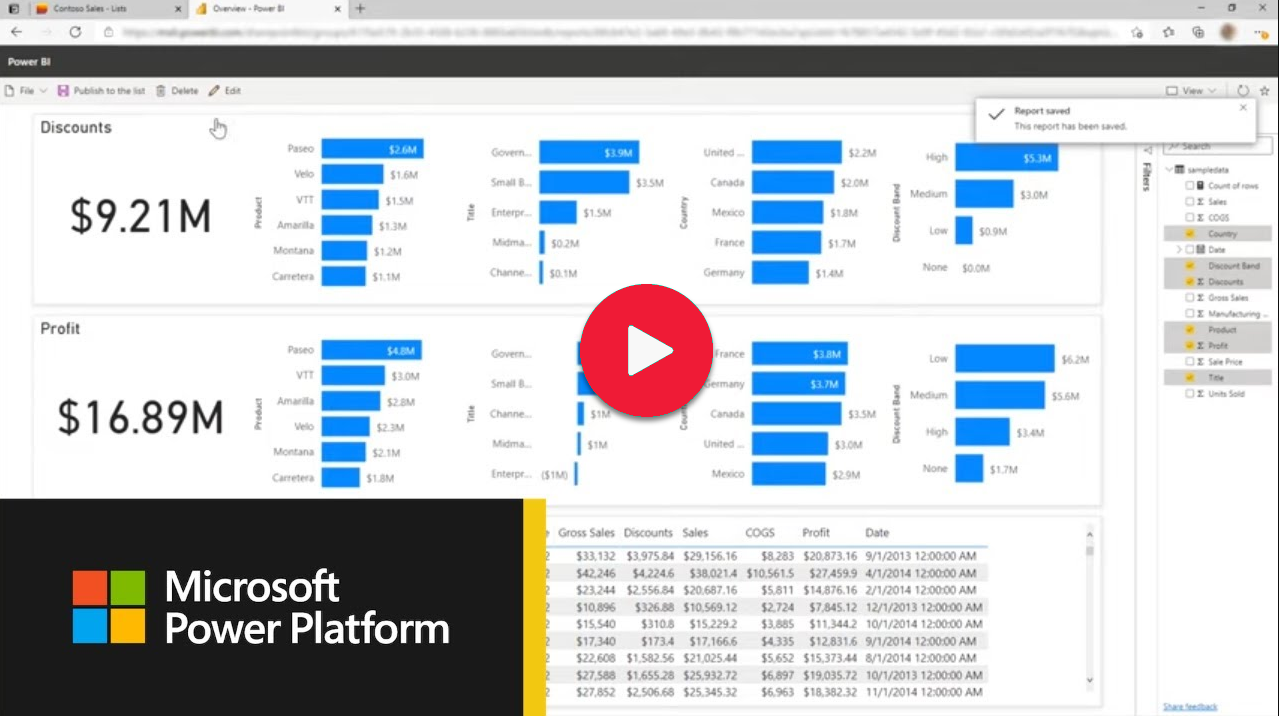 Contoso Sales - Lists
Overview - Power BI
Power BI
File
Publish to the list
Delete
Edit
View
Report saved
This report has been saved.
Search
Filters
sampledata
Count of rows
Sales
COGS
Country
Date
Discount Band
Discounts
Gross Sales
Manufacturing ...
Product
Profit
Sale Price
Title
Units Sold
Share feedback
Discounts
$9.21M
Product
Paseo $2.6M
Velo $1.6M
VTT $1.5M
Amarilla $1.3M
Montana $1.2M
Carretera $1.1M
Title
Govern... $3.9M
Small B... $3.5M
Enterpr... $1.5M
Midma... $0.2M
Channe... $0.1M
Country
United ... $2.2M
Canada $2.0M
Mexico $1.8M
France $1.7M
Germany $1.4M
Discount Band
High $5.3M
Medium $3.0M
Low $0.9M
None $0.0M
Profit
$16.89M
Product
Paseo $4.8M
VTT $3.0M
Amarilla $2.8M
Velo $2.3M
Montana $2.1M
Carretera $1.8M
Title
Govern...
Small B...
Channe... $1M
Midma... $1M
Enterpr... ($1M)
France $3.8M
Germany $3.7M
Canada $3.5M
United ... $3.0M
Mexico $2.9M
Discount Band
Low $6.2M
Medium $5.6M
High $3.4M
None $1.7M
Gross Sales Discounts Sales COGS Profit Date
$33,132 $3,975.84 $29,156.16 $8,283 $20,873.16 9/1/2013 12:00:00 AM
$42,246 $4,224.6 $38,021.4 $10,561.5 $27,459.9 4/1/2014 12:00:00 AM
$23,244 $2,556.84 $20,687.16 $5,811 $14,876.16 2/1/2014 12:00:00 AM
$10,896 $326.88 $10,569.12 $2,724 $7,845.12 12/1/2013 12:00:00 AM
$15,540 $310.8 $15,229.2 $3,885 $11,344.2 10/1/2014 12:00:00 AM
$17,340 $173.4 $17,166.6 $4,335 $12,831.6 9/1/2014 12:00:00 AM
$22,608 $1,582.56 $21,025.44 $5,652 $15,373.44 8/1/2014 12:00:00 AM
$27,588 $1,655.28 $25,932.72 $6,897 $19,035.72 10/1/2013 12:00:00 AM
$27,852 $2,506.68 $25,345.32 $6,963 $18,382.32 11/1/2014 12:00:00 AM
Microsoft
Power Platform